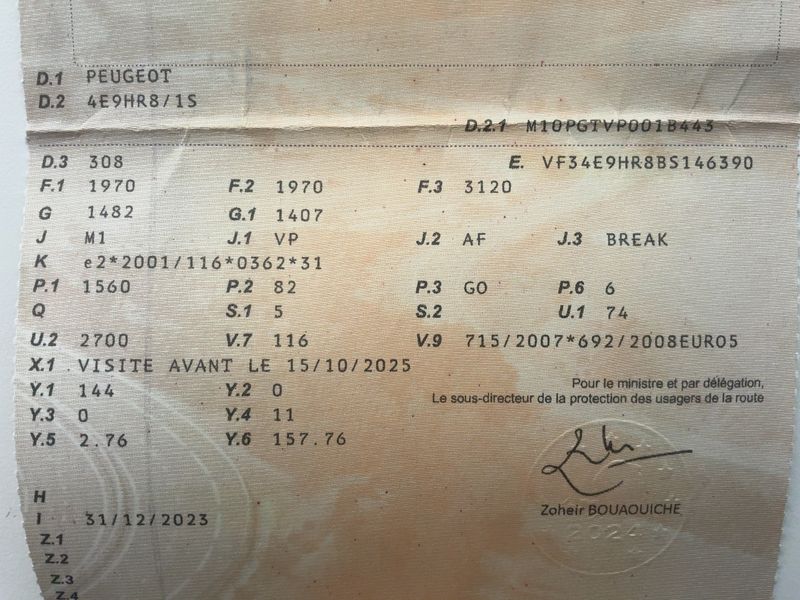 D.1 PEUGEOT
D.2 4E9HR8/1S
D.2.1 M10PGTVP001B443
D.3 308 E. VF34E9HR8BS146390
F.1 1970 F.2 1970 F.3 3120
G 1482 G.1 1407
J M1 J.1 VP J.2 AF J.3 BREAK
K e2*2001/116*0362*31
P.1 1560 P.2 82 P.3 GO P.6 6
Q S.1 5 S.2 U.1 74
U.2 2700 V.7 116 V.9 715/2007*692/2008EURO5
X.1 VISITE AVANT LE 15/10/2025
Y.1 144 Y.2 0
Pour le ministre et par délégation,
Le sous-directeur de la protection des usagers de la route
Y.3 0 Y.4 11
Y.5 2.76 Y.6 157.76
H
Zoheir BOUAOUICHE
I 31/12/2023
2024
Z.1
Z.2
Z.3
Z.4